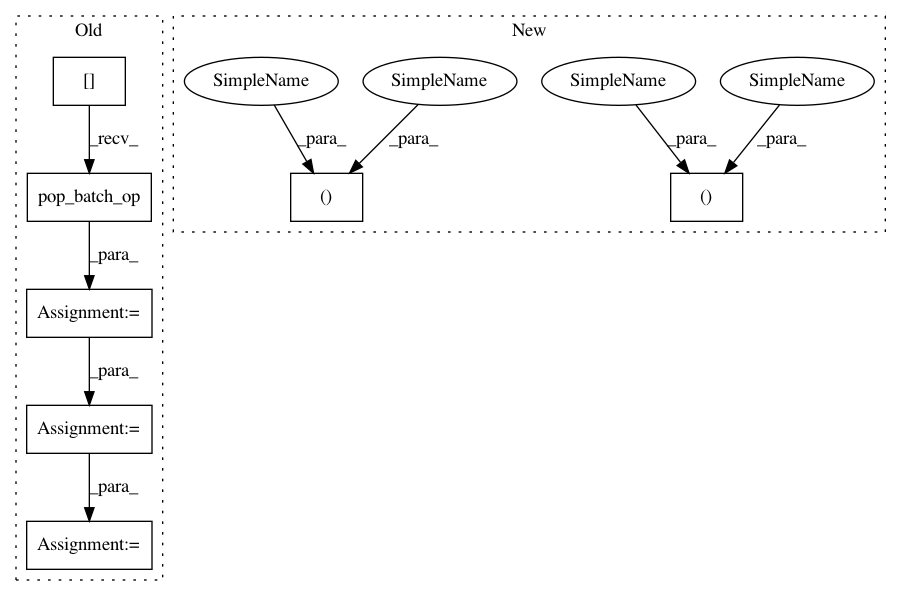 Old
New
[]
SimpleName
SimpleName
SimpleName
SimpleName
_recv_
_para_
_para_
_para_
_para_
pop_batch_op
()
()
_para_
Assignment:=
_para_
Assignment:=
_para_
Assignment:=